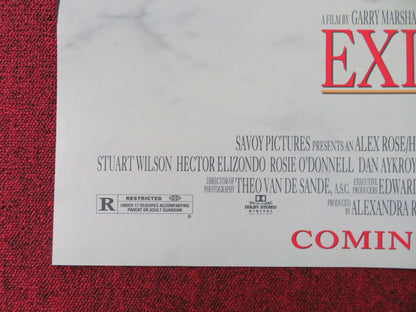 A FILM BY GARRY MARSHA
EXI
SAVOY PICTURES PRESENTS AN ALEX ROSE/H
STUART WILSON HECTOR ELIZONDO ROSIE O'DONNELL DAN AYKROY
DIRECTOR OF PHOTOGRAPHY THEO VAN DE SANDE, A.S.C. EXECUTIVE PRODUCERS EDWARD
PRODUCED BY ALEXANDRA R
R RESTRICTED
UNDER 17 REQUIRES ACCOMPANYING
PARENT OR ADULT GUARDIAN
DOLBY STEREO
DIGITAL
COMIN